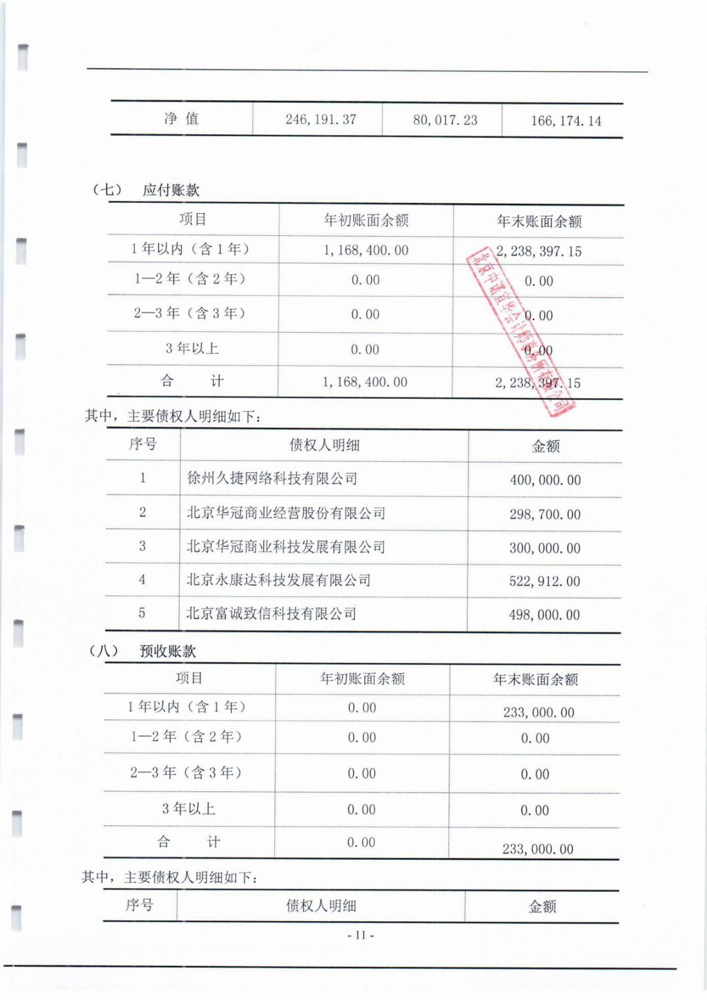 净 值 246,191.37 80,017.23 166,174.14
（七） 应付账款
项目 年初账面余额 年末账面余额
1年以内（含1年） 1,168,400.00 2,238,397.15
1—2年（含2年） 0.00 0.00
2—3年（含3年） 0.00 0.00
3年以上 0.00 0.00
合 计 1,168,400.00 2,238,397.15
其中，主要债权人明细如下：
序号 债权人明细 金额
1 徐州久捷网络科技有限公司 400,000.00
2 北京华冠商业经营股份有限公司 298,700.00
3 北京华冠商业科技发展有限公司 300,000.00
4 北京永康达科技发展有限公司 522,912.00
5 北京富诚致信科技有限公司 498,000.00
（八） 预收账款
项目 年初账面余额 年末账面余额
1年以内（含1年） 0.00 233,000.00
1—2年（含2年） 0.00 0.00
2—3年（含3年） 0.00 0.00
3年以上 0.00 0.00
合 计 0.00 233,000.00
其中，主要债权人明细如下：
序号 债权人明细 金额
- 11 -